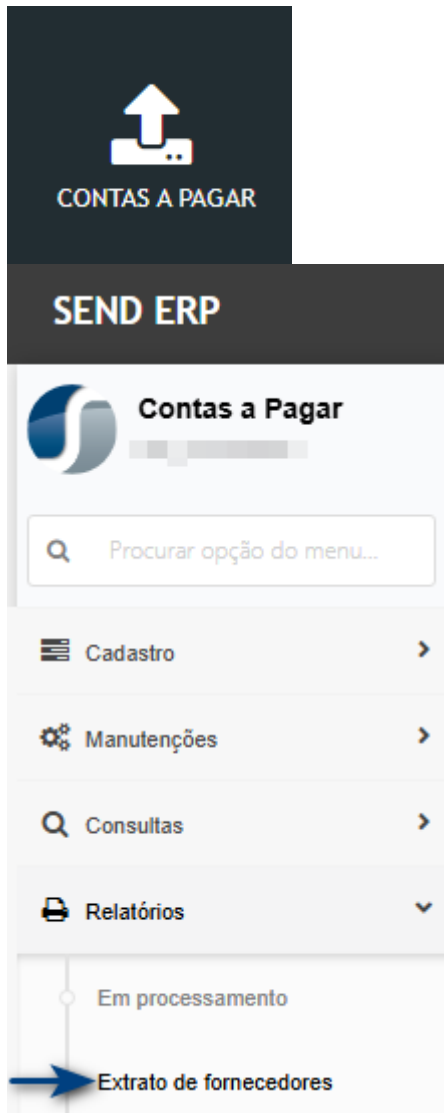 CONTAS A PAGAR
SEND ERP
Contas a Pagar
Procurar opção do menu...
Cadastro
Manutenções
Consultas
Relatórios
Em processamento
Extrato de fornecedores